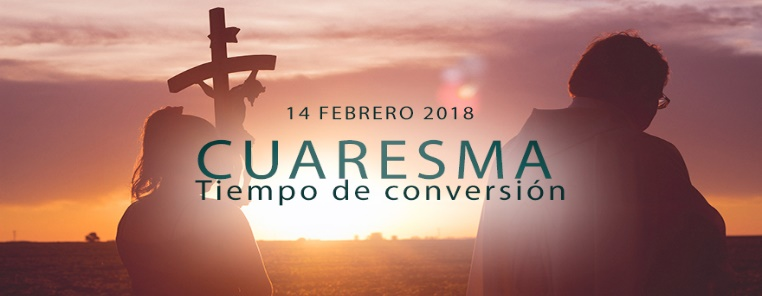 14 FEBRERO 2018
CUARESMA
Tiempo de conversión